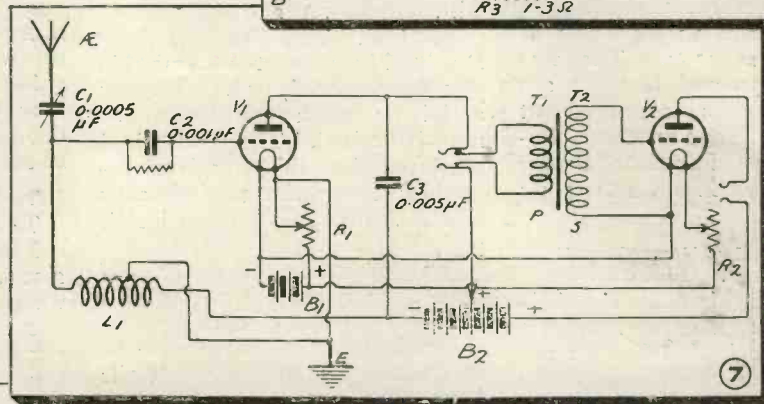 B
R3 1-3Ω
Æ
C1
0.0005
µF
C2
0.001µF
V1
C3
0.005µF
T1
T2
V2
P
S
R1
R2
- +
B1
- + +
B2
L1
E
7